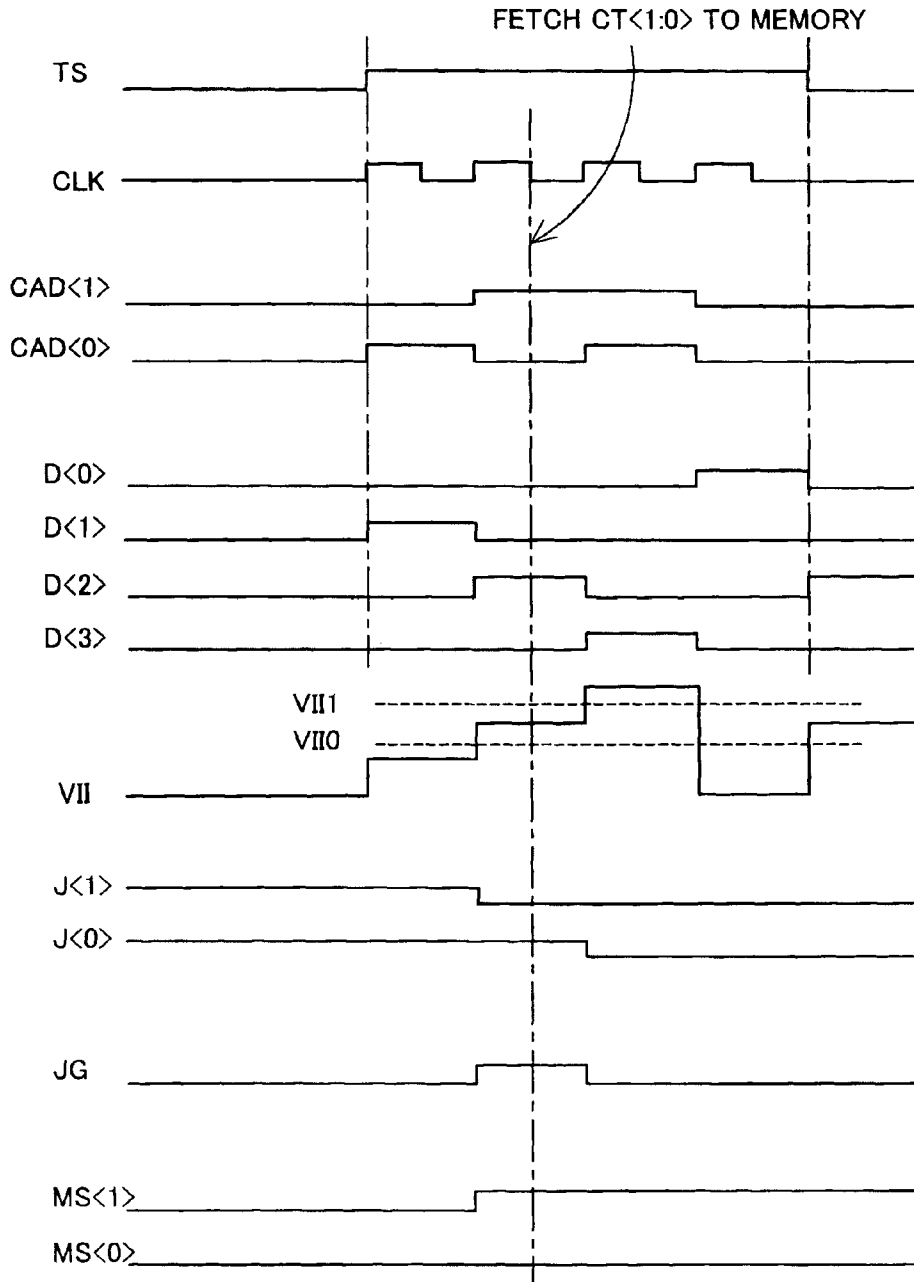 FETCH CT<1:0> TO MEMORY
TS
CLK
CAD<1>
CAD<0>
D<0>
D<1>
D<2>
D<3>
VII1
VII0
VII
J<1>
J<0>
JG
MS<1>
MS<0>